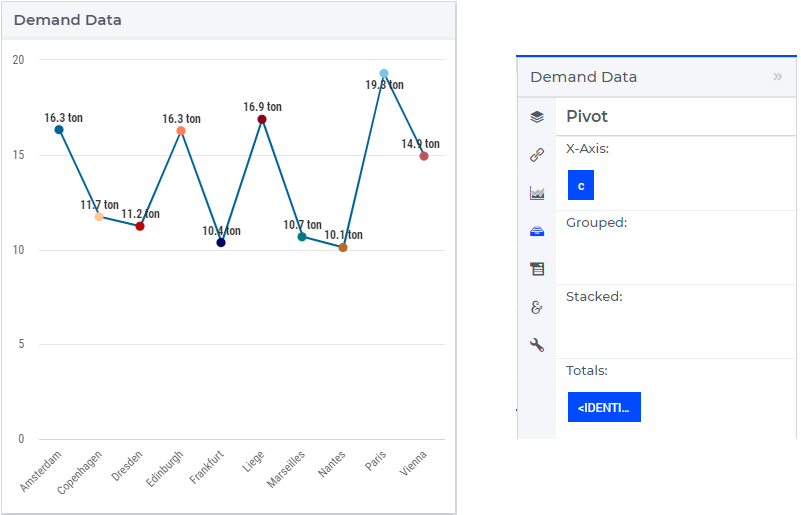 Demand Data
20
15
10
5
0
16.3 ton
11.7 ton
11.2 ton
16.3 ton
10.4 ton
16.9 ton
10.7 ton
10.1 ton
19.3 ton
14.9 ton
Amsterdam
Copenhagen
Dresden
Edinburgh
Frankfurt
Liege
Marseilles
Nantes
Paris
Vienna
Demand Data »
Pivot
X-Axis:
c
Grouped:
Stacked:
Totals:
<IDENTI...